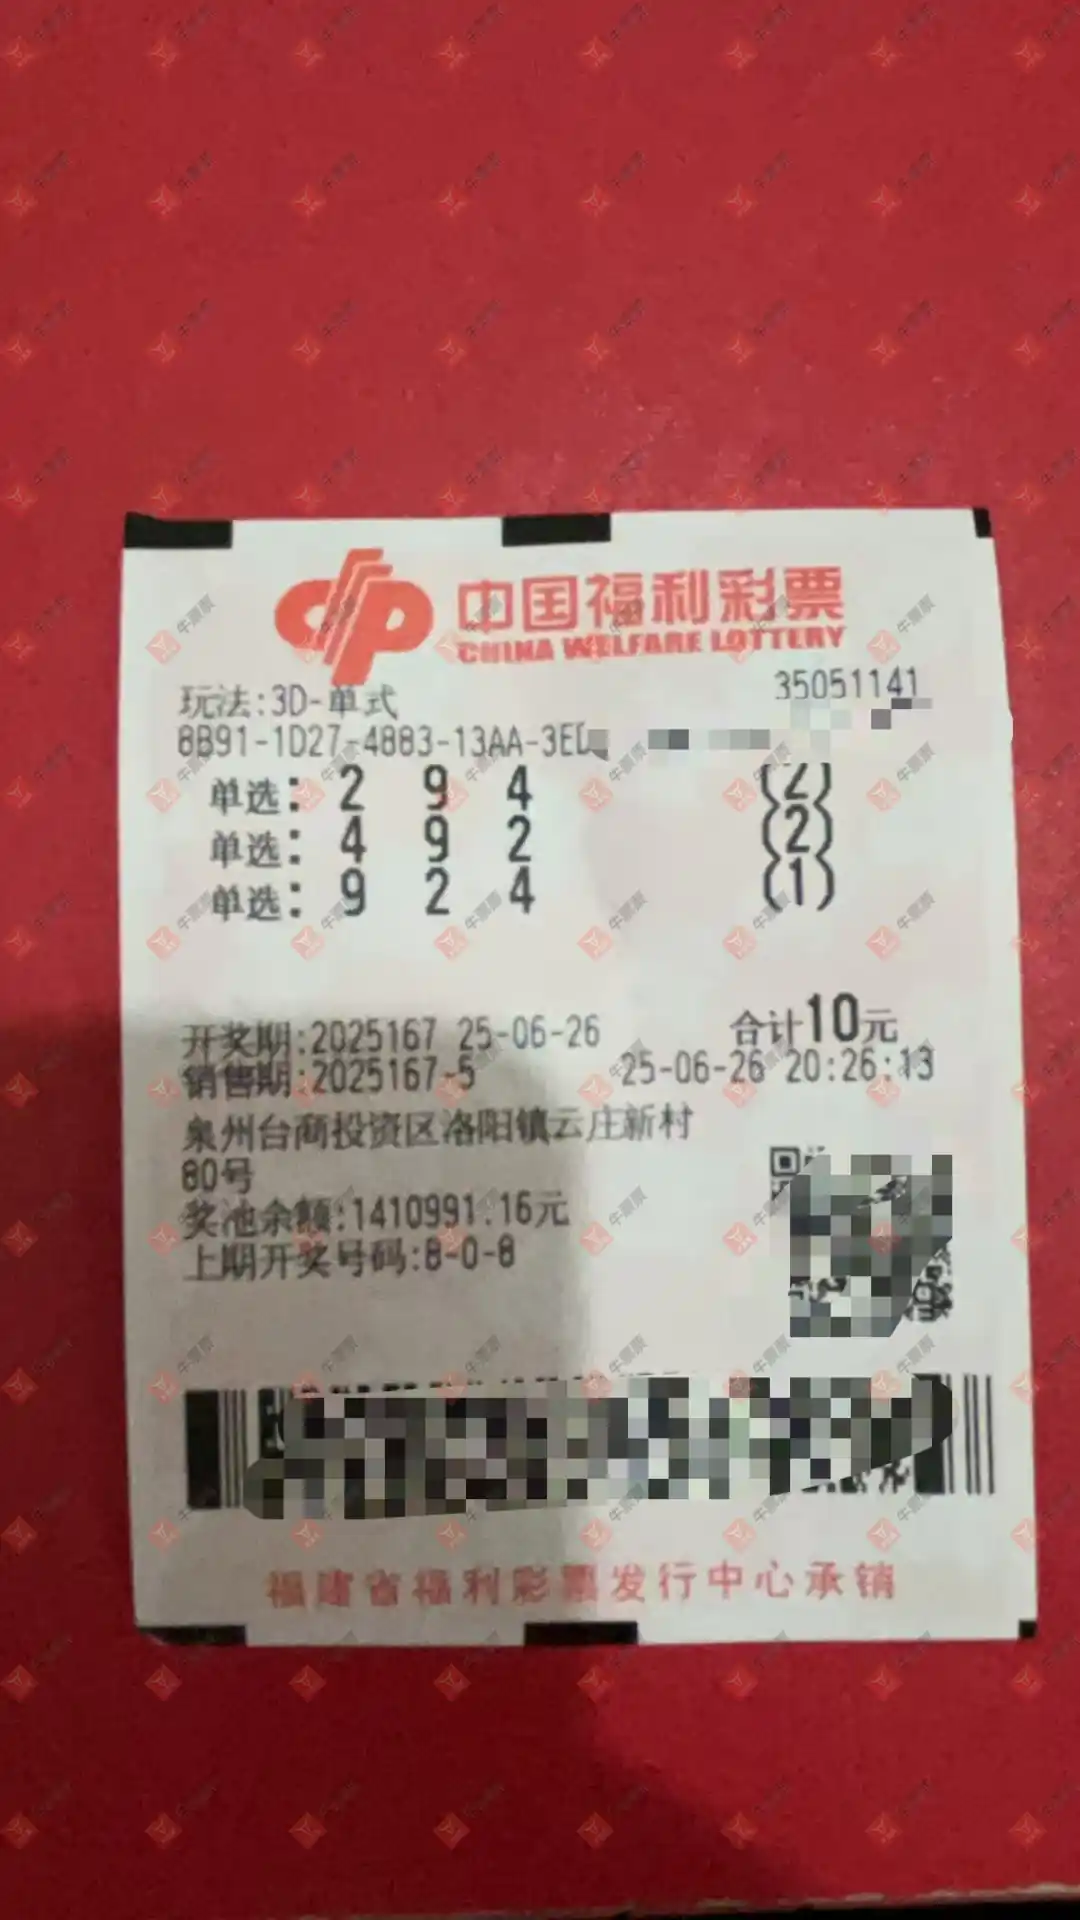 中国福利彩票
CHINA WELFARE LOTTERY
35051141
玩法:3D-单式
8B91-1D27-4883-13AA-3E
单选: 2 9 4 (2)
单选: 4 9 2 (2)
单选: 9 2 4 (1)
开奖期:2025167 25-06-26 合计10元
销售期:2025167-5 25-06-26 20:26:13
泉州台商投资区洛阳镇云庄新村
80号
奖池余额:1410991.16元
上期开奖号码:8-0-8
福建省福利彩票发行中心承销
牛票票